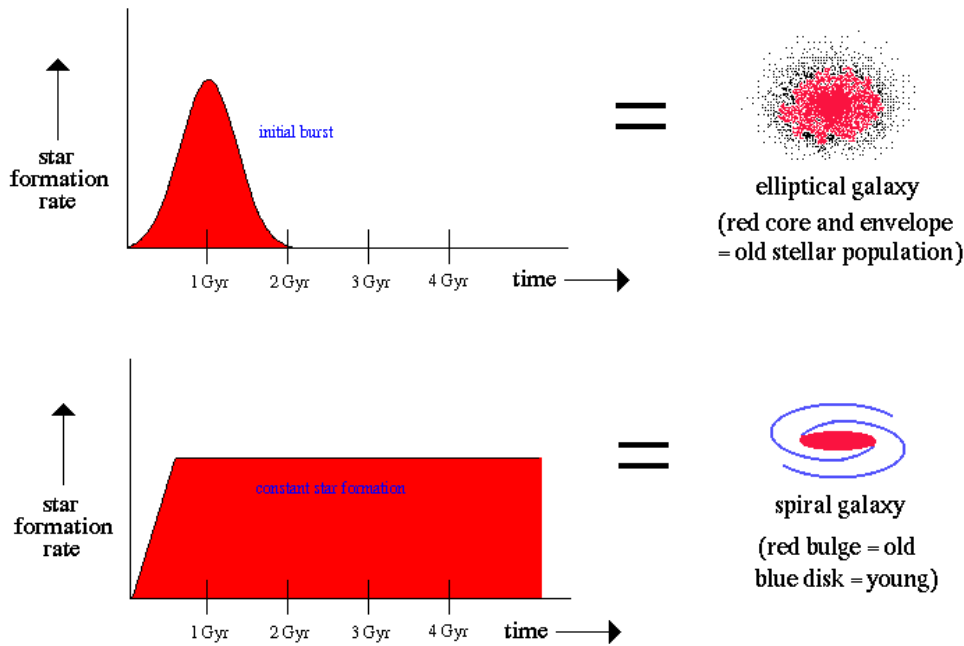 initial burst
star
formation
rate
1 Gyr 2 Gyr 3 Gyr 4 Gyr time
elliptical galaxy
(red core and envelope
= old stellar population)
constant star formation
star
formation
rate
1 Gyr 2 Gyr 3 Gyr 4 Gyr time
spiral galaxy
(red bulge = old
blue disk = young)